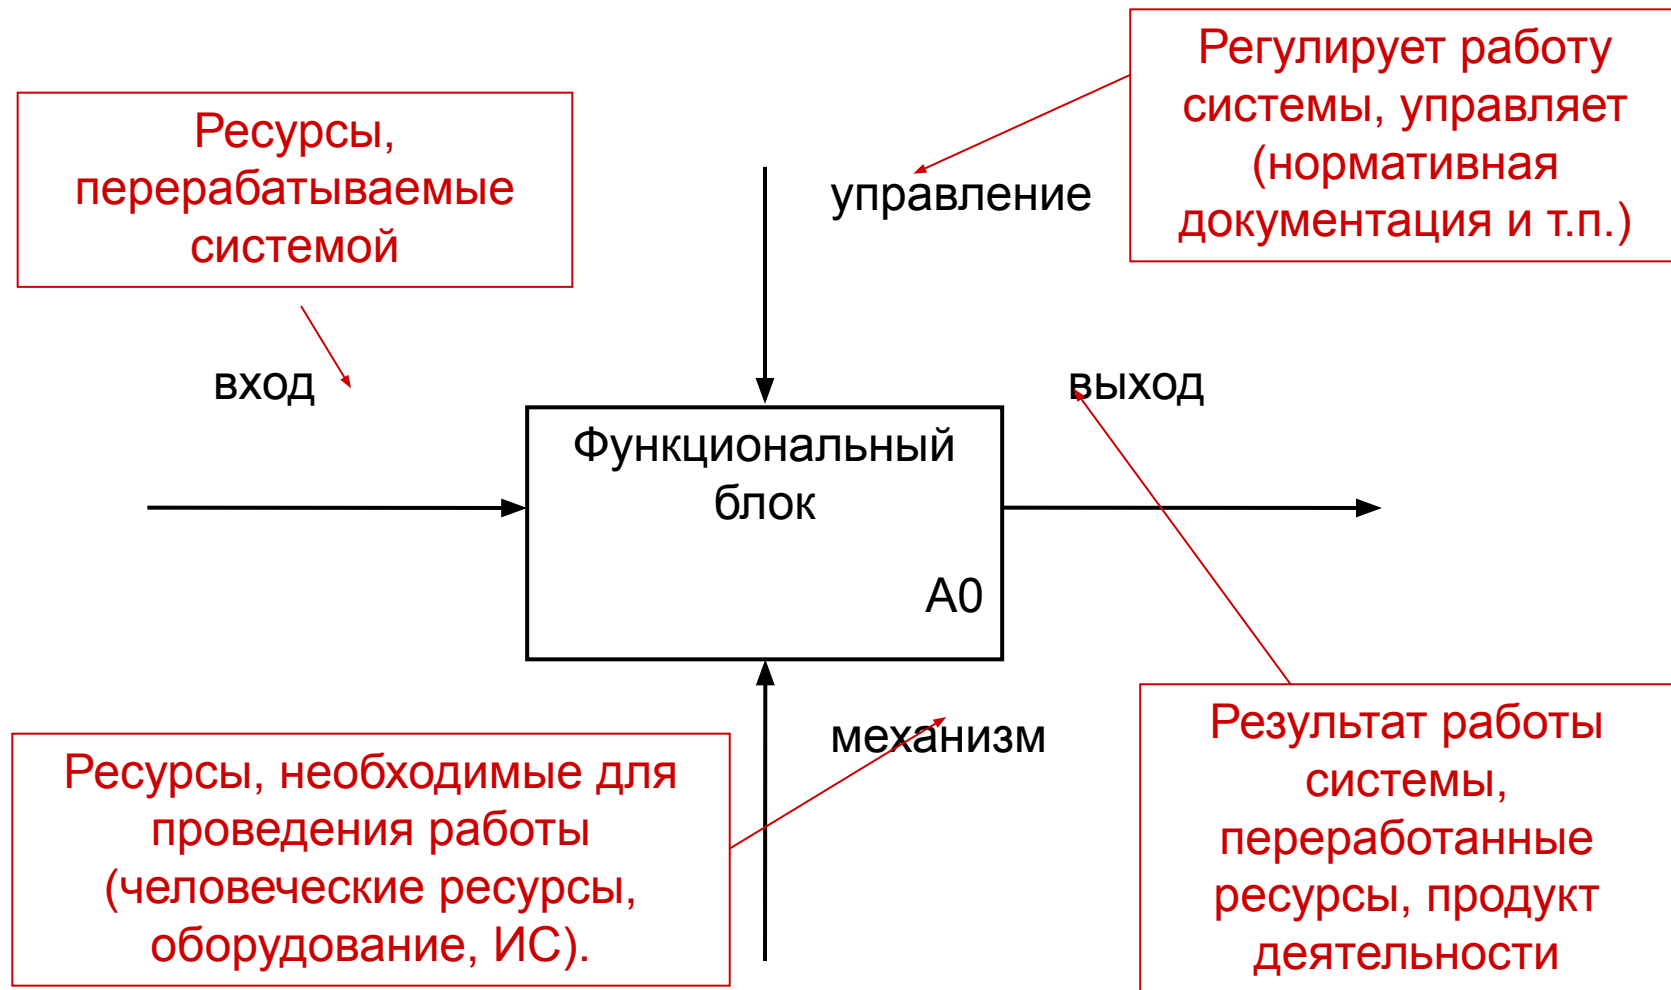 Регулирует работу
системы, управляет
(нормативная
документация и т.п.)
Ресурсы,
перерабатываемые
системой
управление
вход
выход
Функциональный
блок
А0
механизм
Ресурсы, необходимые для
проведения работы
(человеческие ресурсы,
оборудование, ИС).
Результат работы
системы,
переработанные
ресурсы, продукт
деятельности